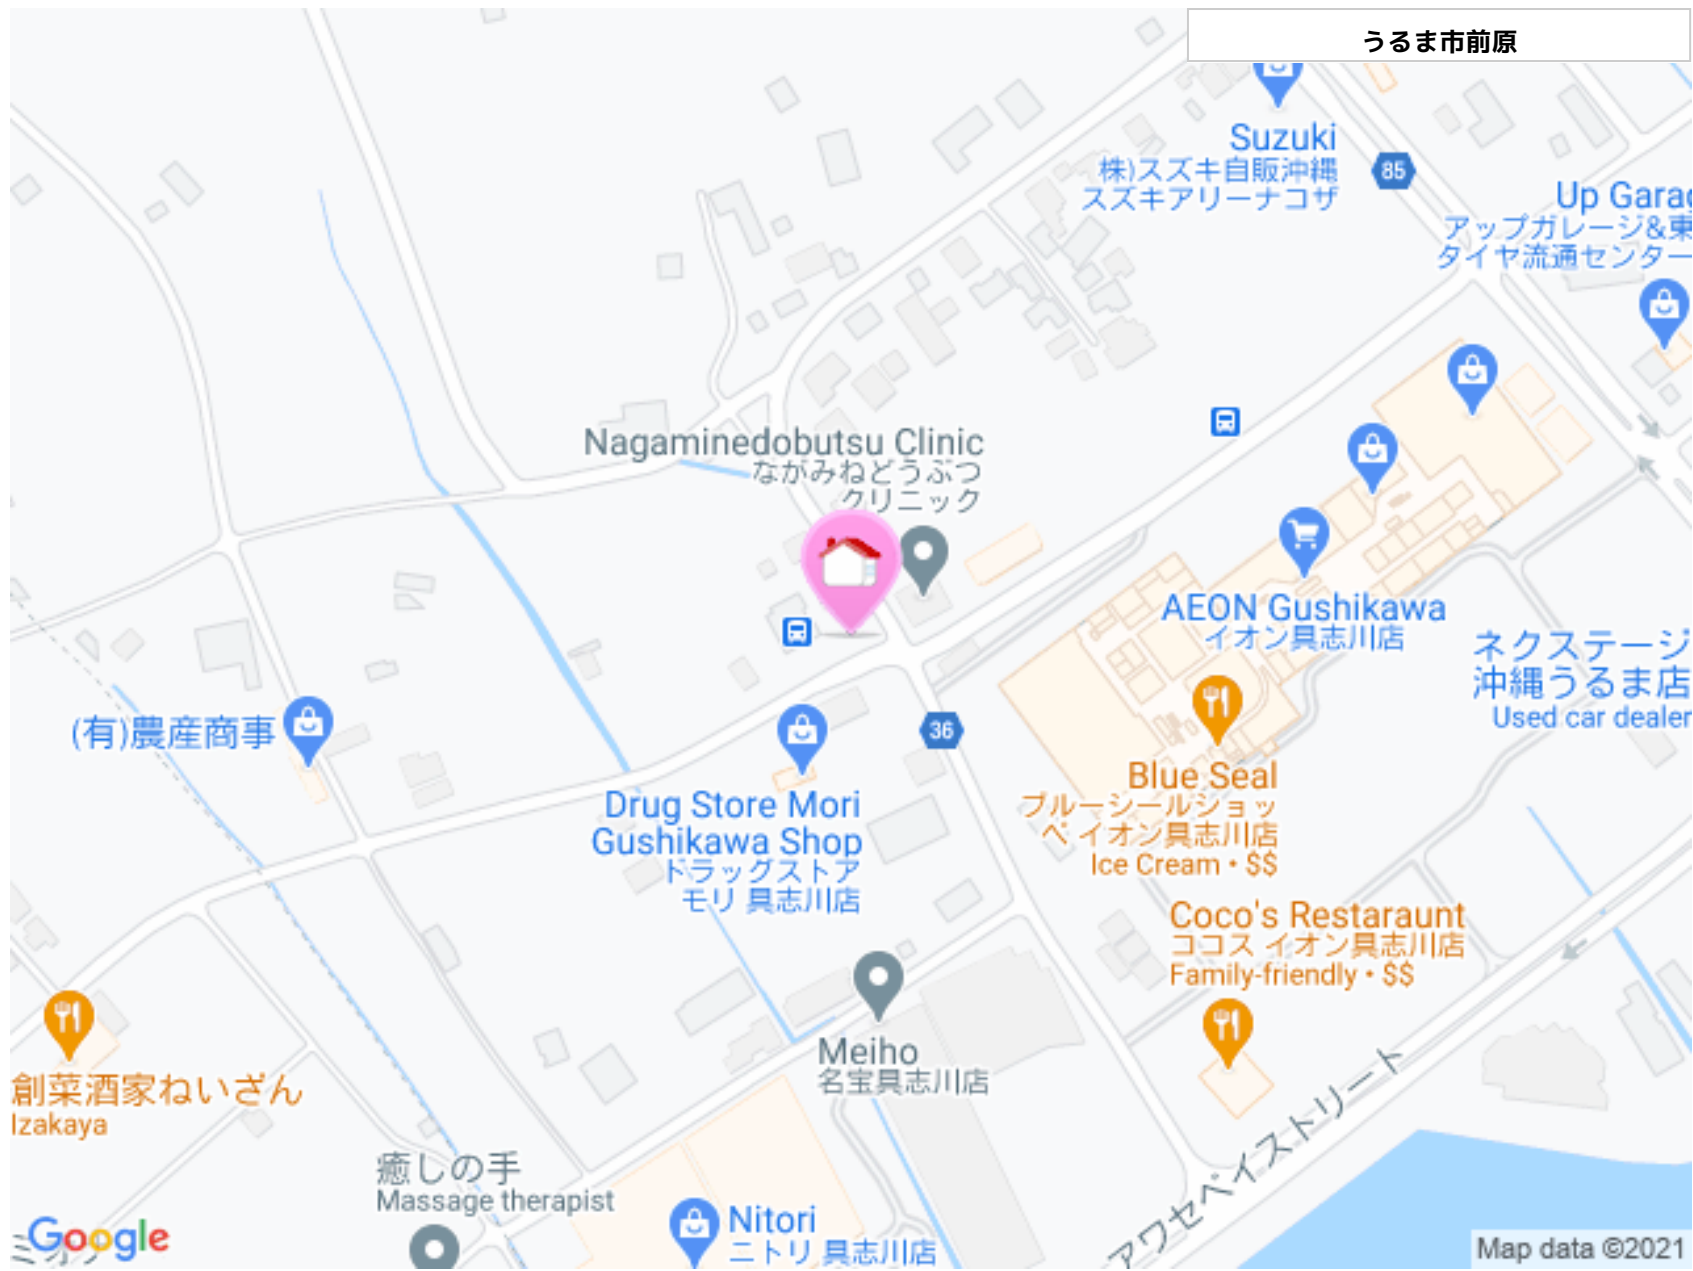 うるま市前原
Suzuki
株)スズキ自販沖縄
スズキアリーナコザ
85
Up Garag
アップガレージ&東
タイヤ流通センター
Nagaminedobutsu Clinic
ながみねどうぶつ
クリニック
AEON Gushikawa
イオン具志川店
ネクステージ
沖縄うるま店
Used car dealer
(有)農産商事
36
Drug Store Mori
Gushikawa Shop
ドラッグストア
モリ 具志川店
Blue Seal
ブルーシールショッ
ペ イオン具志川店
Ice Cream • $$
Coco's Restaraunt
ココス イオン具志川店
Family-friendly • $$
創菜酒家ねいざん
Izakaya
Meiho
名宝具志川店
アワセベイストリート
癒しの手
Massage therapist
Nitori
ニトリ 具志川店
Google
Map data ©2021